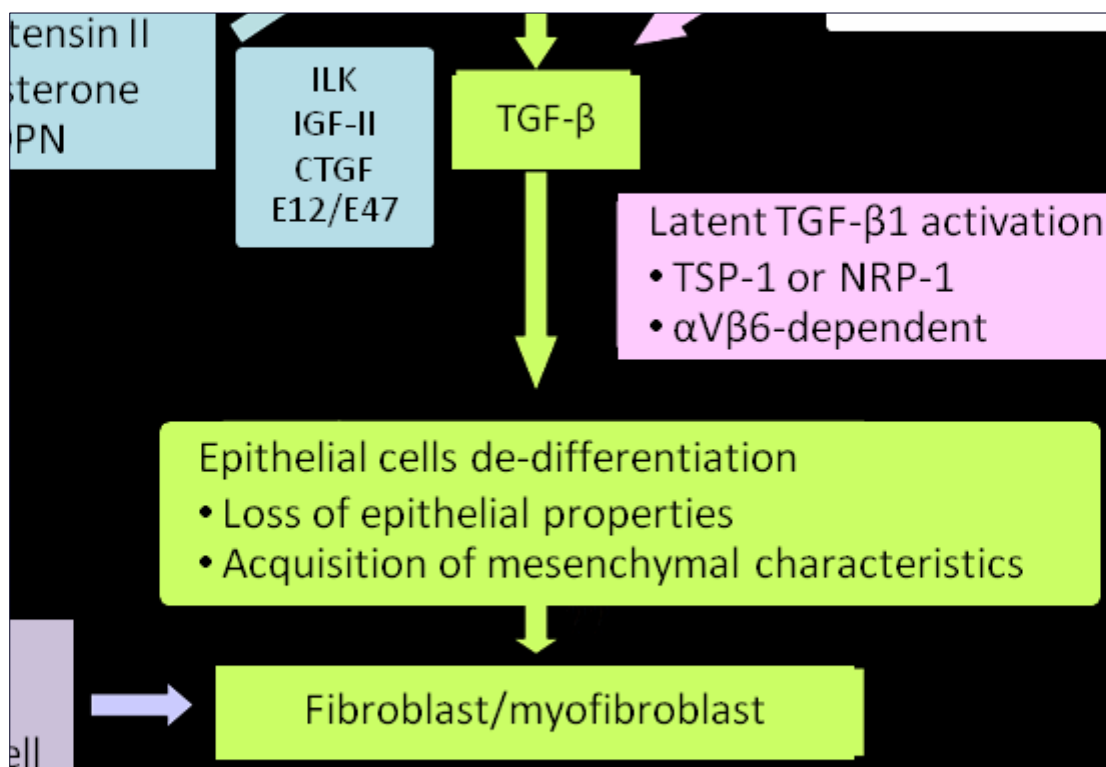 tensin II
sterone
OPN
ILK
IGF-II
CTGF
E12/E47
TGF-β
Latent TGF-β1 activation
• TSP-1 or NRP-1
• αVβ6-dependent
Epithelial cells de-differentiation
• Loss of epithelial properties
• Acquisition of mesenchymal characteristics
Fibroblast/myofibroblast
ell